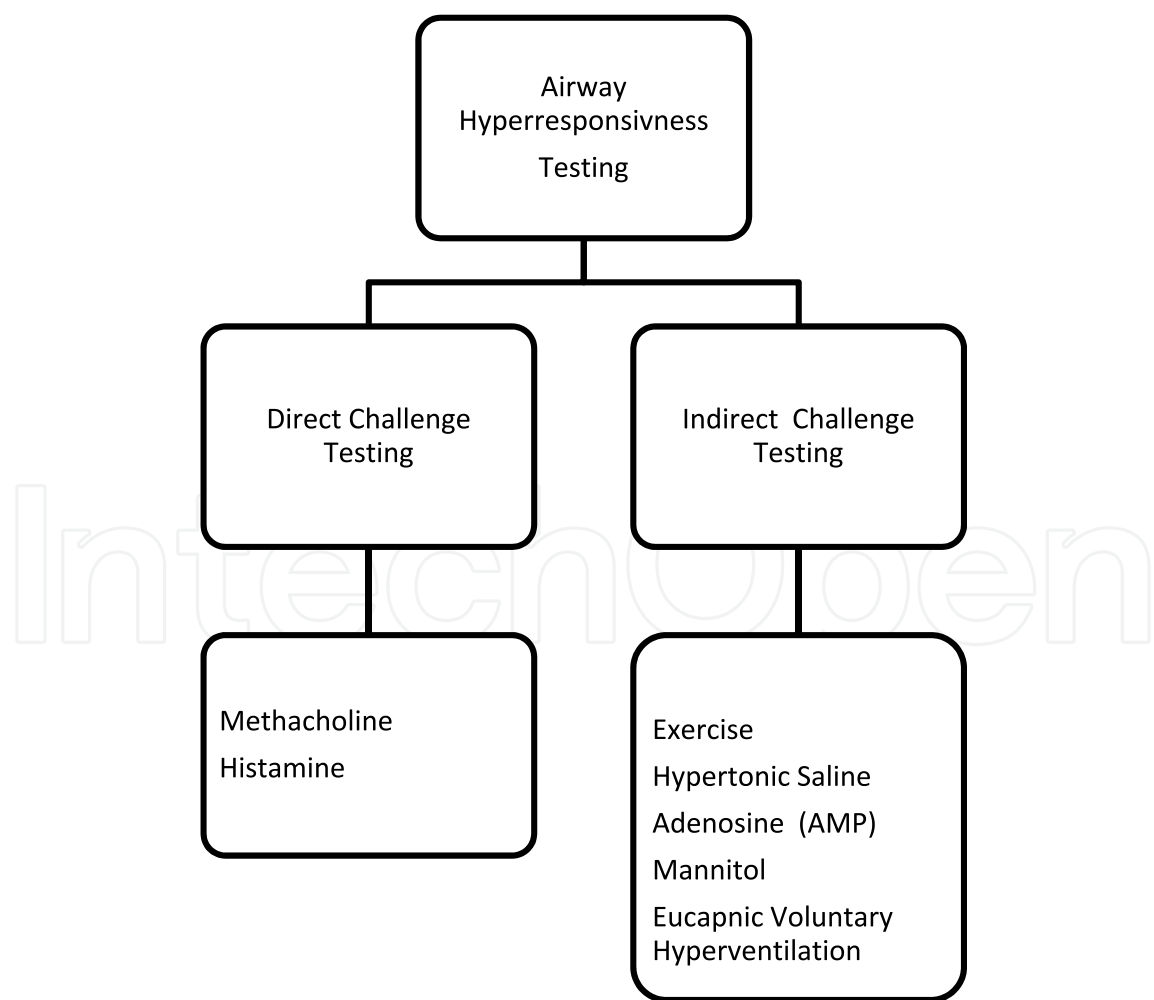 Airway
Hyperresponsivness
Testing
Direct Challenge
Testing
Indirect  Challenge
Testing
Methacholine
Histamine
Exercise
Hypertonic Saline
Adenosine  (AMP)
Mannitol
Eucapnic Voluntary
Hyperventilation
IntechOpen